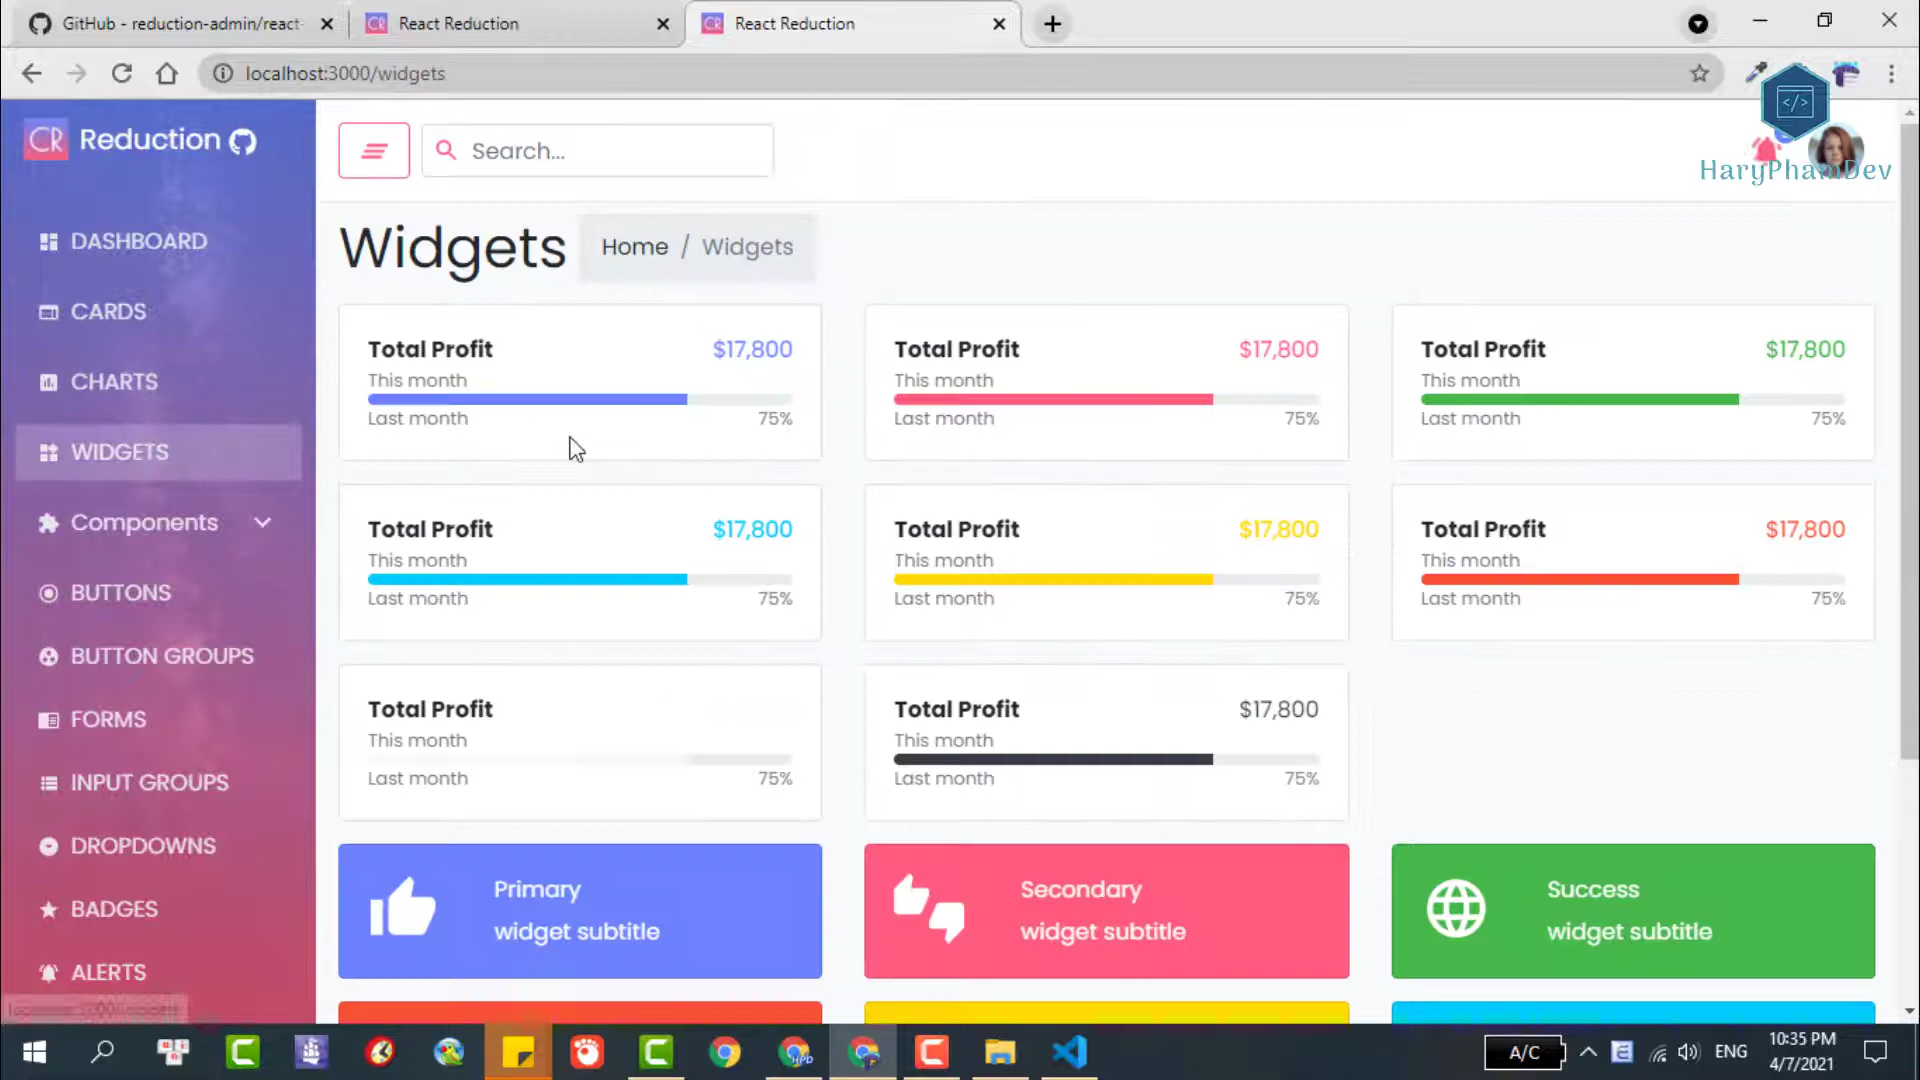 GitHub - reduction-admin/react-
React Reduction
React Reduction
localhost:3000/widgets
CR Reduction
Search...
HaryPhamDev
DASHBOARD
CARDS
CHARTS
WIDGETS
Components
BUTTONS
BUTTON GROUPS
FORMS
INPUT GROUPS
DROPDOWNS
BADGES
ALERTS
Widgets
Home / Widgets
Total Profit $17,800
This month
Last month 75%
Total Profit $17,800
This month
Last month 75%
Total Profit $17,800
This month
Last month 75%
Total Profit $17,800
This month
Last month 75%
Total Profit $17,800
This month
Last month 75%
Total Profit $17,800
This month
Last month 75%
Total Profit
This month
Last month 75%
Total Profit $17,800
This month
Last month 75%
Primary
widget subtitle
Secondary
widget subtitle
Success
widget subtitle
A/C
ENG
10:35 PM
4/7/2021